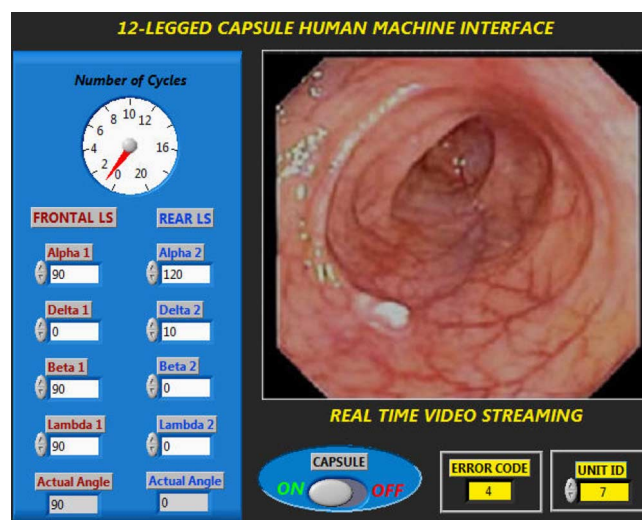 12-LEGGED CAPSULE HUMAN MACHINE INTERFACE
Number of Cycles
0 2 4 6 8 10 12 16 20
FRONTAL LS REAR LS
Alpha 1 Alpha 2
90 120
Delta 1 Delta 2
0 10
Beta 1 Beta 2
90 0
Lambda 1 Lambda 2
90 0
Actual Angle Actual Angle
90 0
REAL TIME VIDEO STREAMING
CAPSULE
ON OFF
ERROR CODE
4
UNIT ID
7